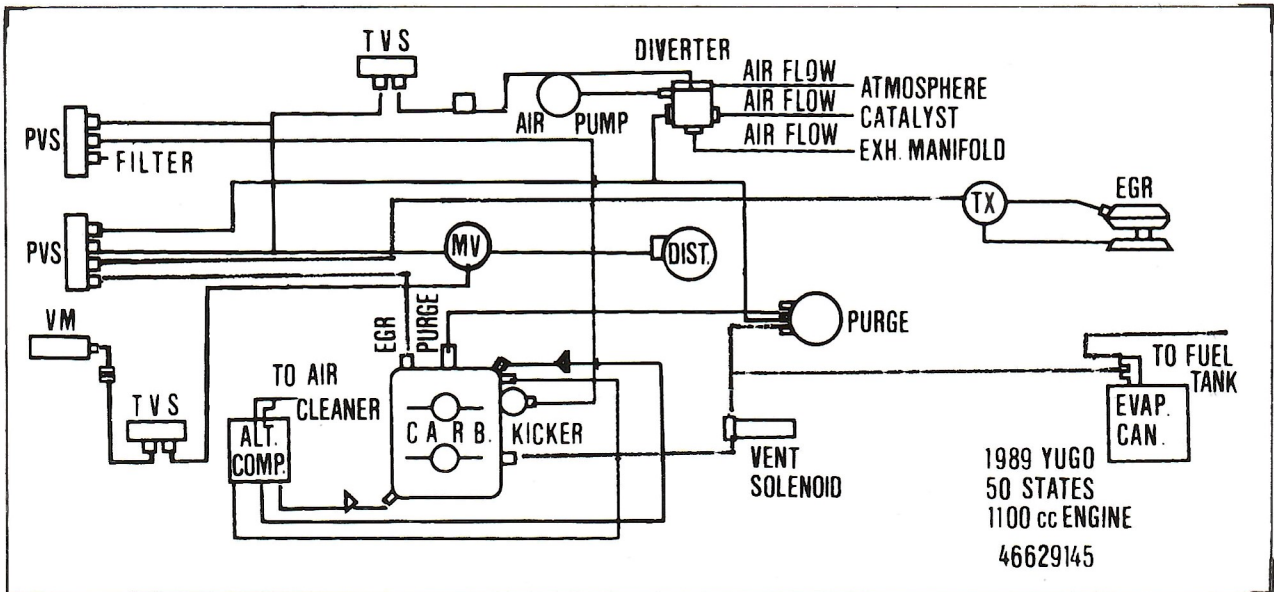 TVS
DIVERTER
AIR FLOW
ATMOSPHERE
AIR FLOW
CATALYST
AIR FLOW
EXH. MANIFOLD
AIR PUMP
PVS
FILTER
TX
EGR
PVS
MV
DIST.
VM
EGR
PURGE
PURGE
TO AIR
CLEANER
TO FUEL
TANK
TVS
ALT.
COMP.
CARB.
KICKER
EVAP.
CAN.
VENT
SOLENOID
1989 YUGO
50 STATES
1100 cc ENGINE
46629145